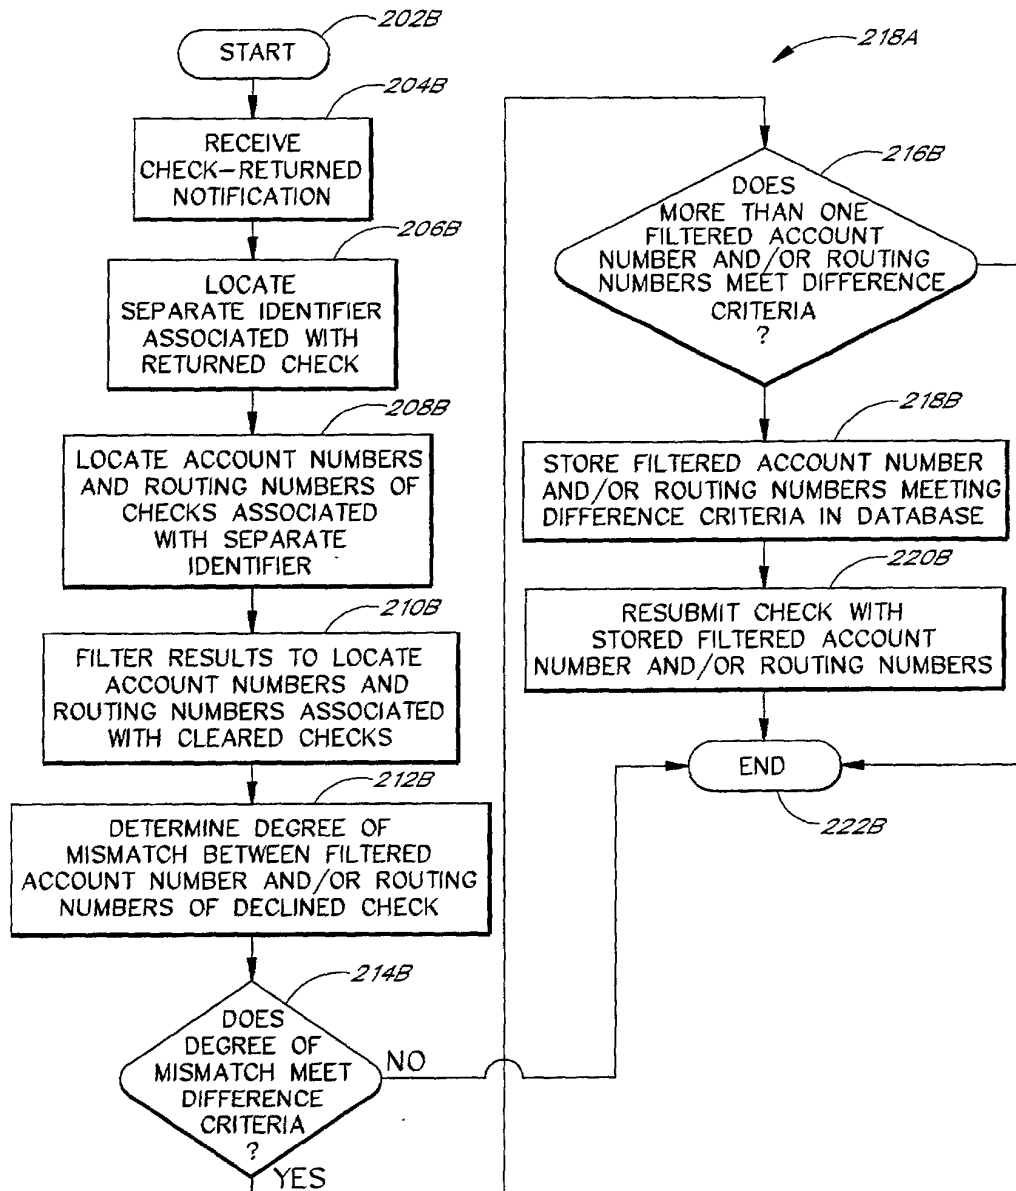 202B
START
204B
RECEIVE
CHECK-RETURNED
NOTIFICATION
206B
LOCATE
SEPARATE IDENTIFIER
ASSOCIATED WITH
RETURNED CHECK
208B
LOCATE ACCOUNT NUMBERS
AND ROUTING NUMBERS OF
CHECKS ASSOCIATED
WITH SEPARATE
IDENTIFIER
210B
FILTER RESULTS TO LOCATE
ACCOUNT NUMBERS AND
ROUTING NUMBERS ASSOCIATED
WITH CLEARED CHECKS
212B
DETERMINE DEGREE OF
MISMATCH BETWEEN FILTERED
ACCOUNT NUMBER AND/OR ROUTING
NUMBERS OF DECLINED CHECK
214B
DOES
DEGREE OF
MISMATCH MEET
DIFFERENCE
CRITERIA
?
NO
YES
218A
216B
DOES
MORE THAN ONE
FILTERED ACCOUNT
NUMBER AND/OR ROUTING
NUMBERS MEET DIFFERENCE
CRITERIA
?
218B
STORE FILTERED ACCOUNT NUMBER
AND/OR ROUTING NUMBERS MEETING
DIFFERENCE CRITERIA IN DATABASE
220B
RESUBMIT CHECK WITH
STORED FILTERED ACCOUNT
NUMBER AND/OR ROUTING NUMBERS
END
222B